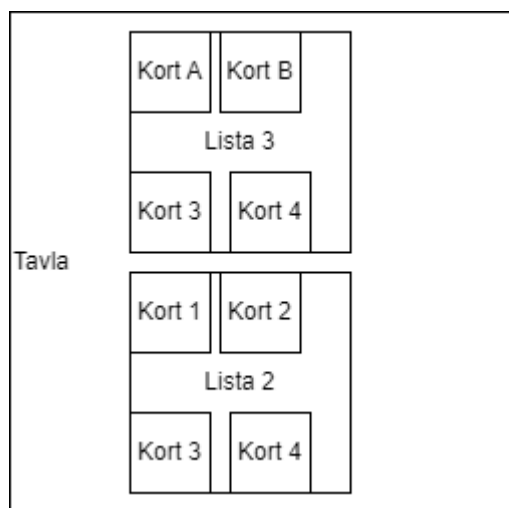 Kort A
Kort B
Lista 3
Kort 3
Kort 4
Tavla
Kort 1
Kort 2
Lista 2
Kort 3
Kort 4